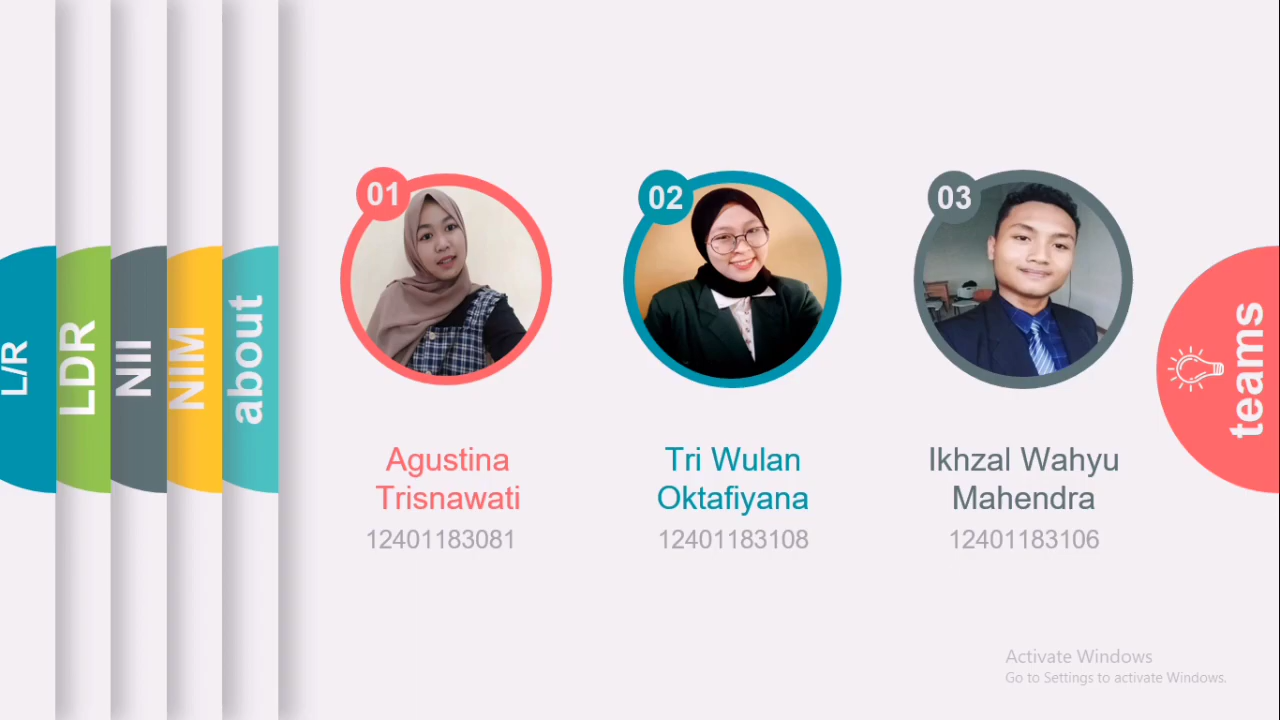 L/R
LDR
NII
NIM
about
01
02
03
Agustina
Trisnawati
12401183081
Tri Wulan
Oktafiyana
12401183108
Ikhzal Wahyu
Mahendra
12401183106
teams
Activate Windows
Go to Settings to activate Windows.